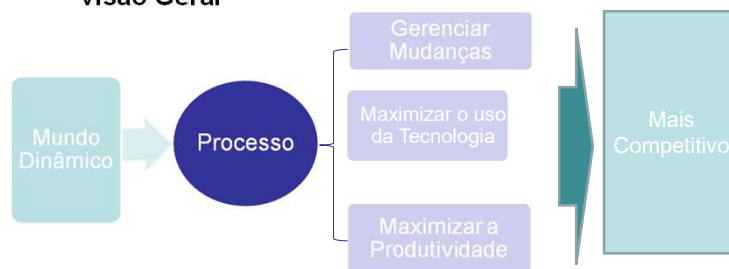 visão Geral
Mundo
Dinâmico
Processo
Gerenciar
Mudanças
Maximizar o uso
da Tecnologia
Maximizar a
Produtividade
Mais
Competitivo